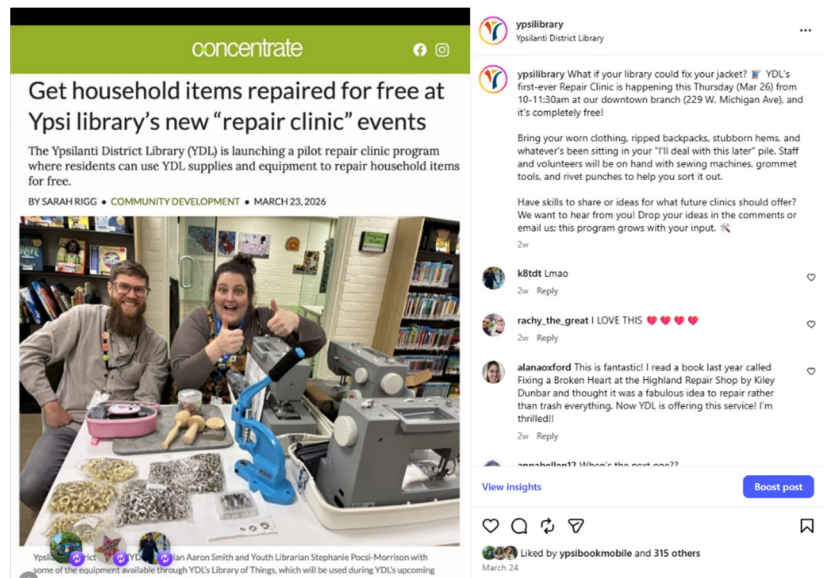 concentrate
Get household items repaired for free at
Ypsi library's new "repair clinic" events
The Ypsilanti District Library (YDL) is launching a pilot repair clinic program
where residents can use YDL supplies and equipment to repair household items
for free.
BY SARAH RIGG ● COMMUNITY DEVELOPMENT ● MARCH 23, 2026
an Aaron Smith and Youth Librarian Stephanie Pocsi-Morrison with
some of the equipment available through YDL's Library of Things, which will be used during YDL's upcoming
ypsilibrary
Ypsilanti District Library
ypsilibrary What if your library could fix your jacket? 🧵 YDL's
first-ever Repair Clinic is happening this Thursday (Mar 26) from
10-11:30am at our downtown branch (229 W. Michigan Ave), and
it's completely free!
Bring your worn clothing, ripped backpacks, stubborn hems, and
whatever's been sitting in your "I'll deal with this later" pile. Staff
and volunteers will be on hand with sewing machines, grommet
tools, and rivet punches to help you sort it out.
Have skills to share or ideas for what future clinics should offer?
We want to hear from you! Drop your ideas in the comments or
email us; this program grows with your input. 🛠️
2w
k8tdt Lmao
2w Reply
rachy_the_great I LOVE THIS ❤️ ❤️ ❤️ ❤️
2w Reply
alanaoxford This is fantastic! I read a book last year called
Fixing a Broken Heart at the Highland Repair Shop by Kiley
Dunbar and thought it was a fabulous idea to repair rather
than trash everything. Now YDL is offering this service! I'm
thrilled!!
2w Reply
annabellen12 When's the next one??
View insights
Boost post
Liked by ypsibookmobile and 315 others
March 24